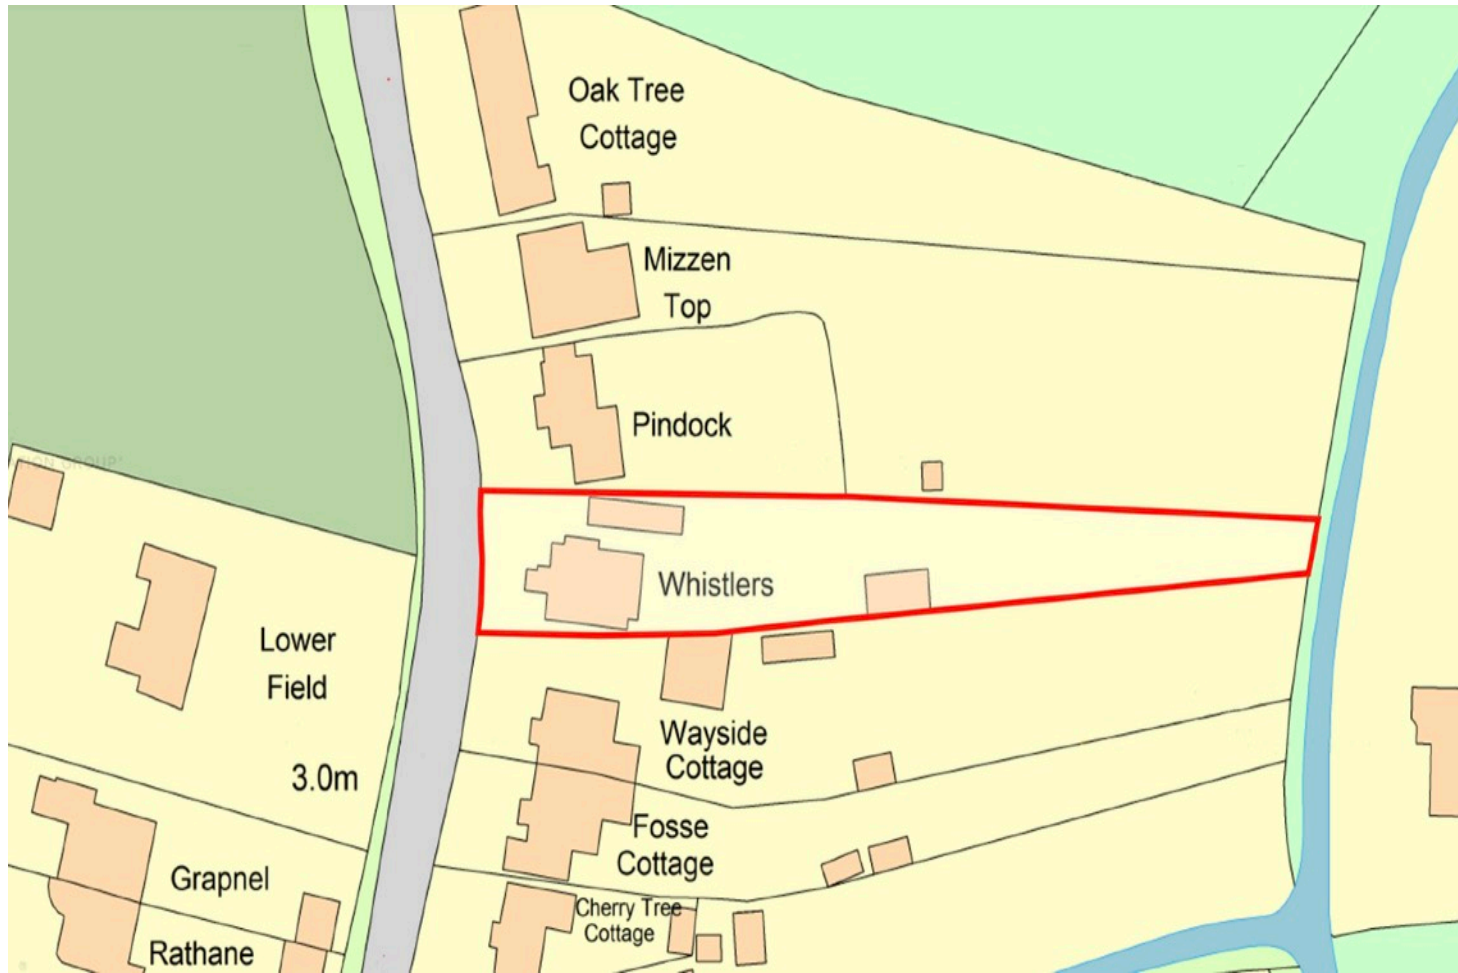 Oak Tree
Cottage
Mizzen
Top
Pindock
Whistlers
Lower
Field
Wayside
Cottage
3.0m
Fosse
Cottage
Grapnel
Cherry Tree
Cottage
Rathane